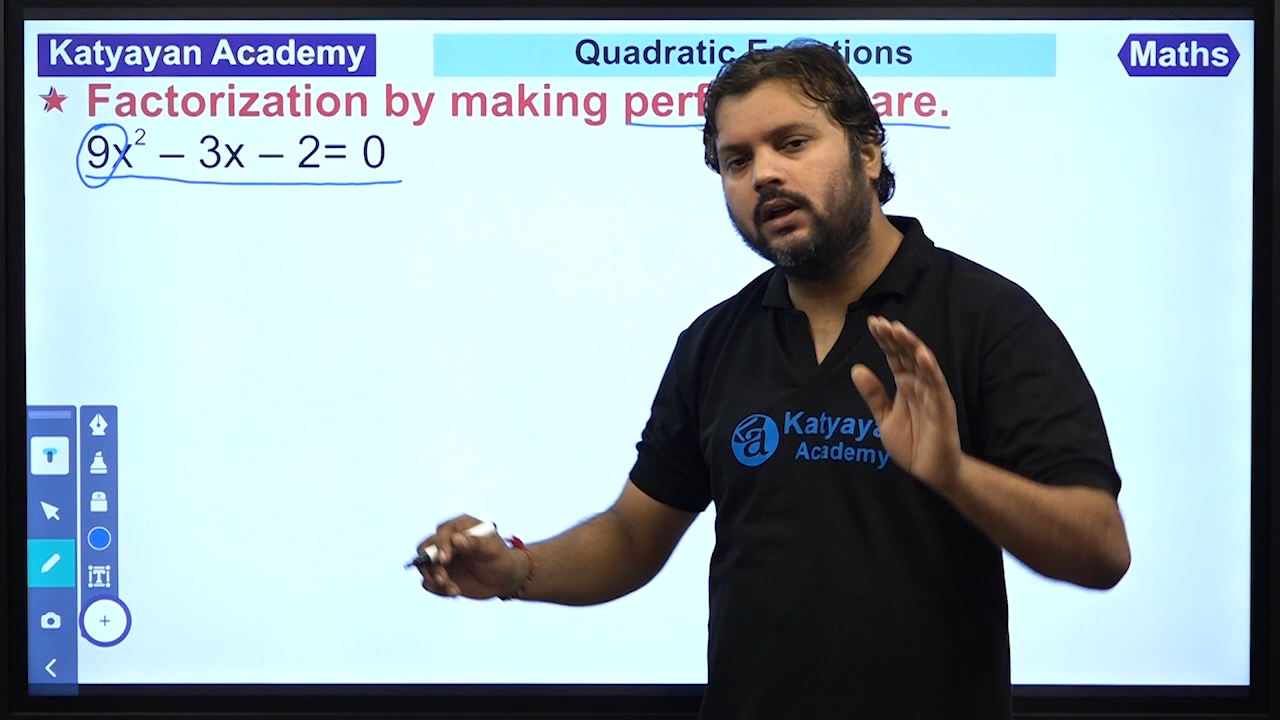 Katyayan Academy
Quadratic
Maths
Factorization by making
9x² – 3x – 2= 0
Academy